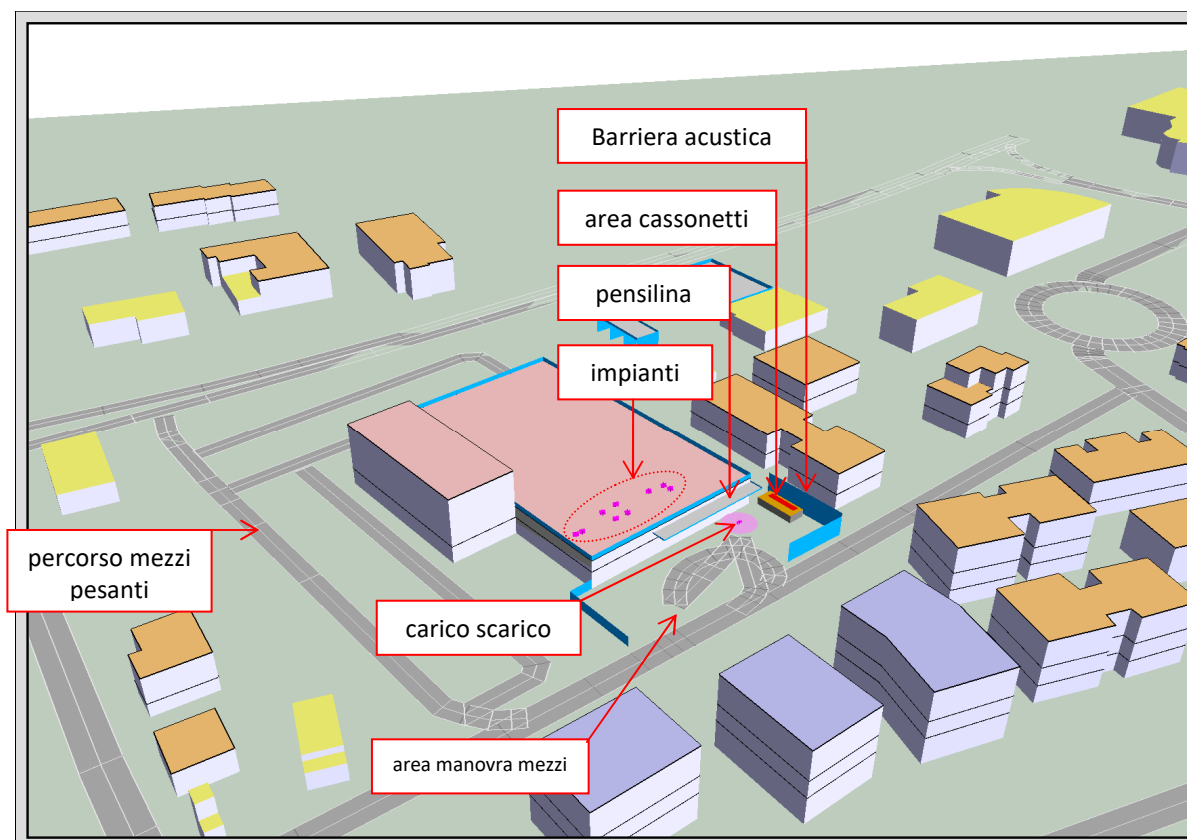 Barriera acustica
area cassonetti
pensilina
impianti
percorso mezzi
pesanti
carico scarico
area manovra mezzi